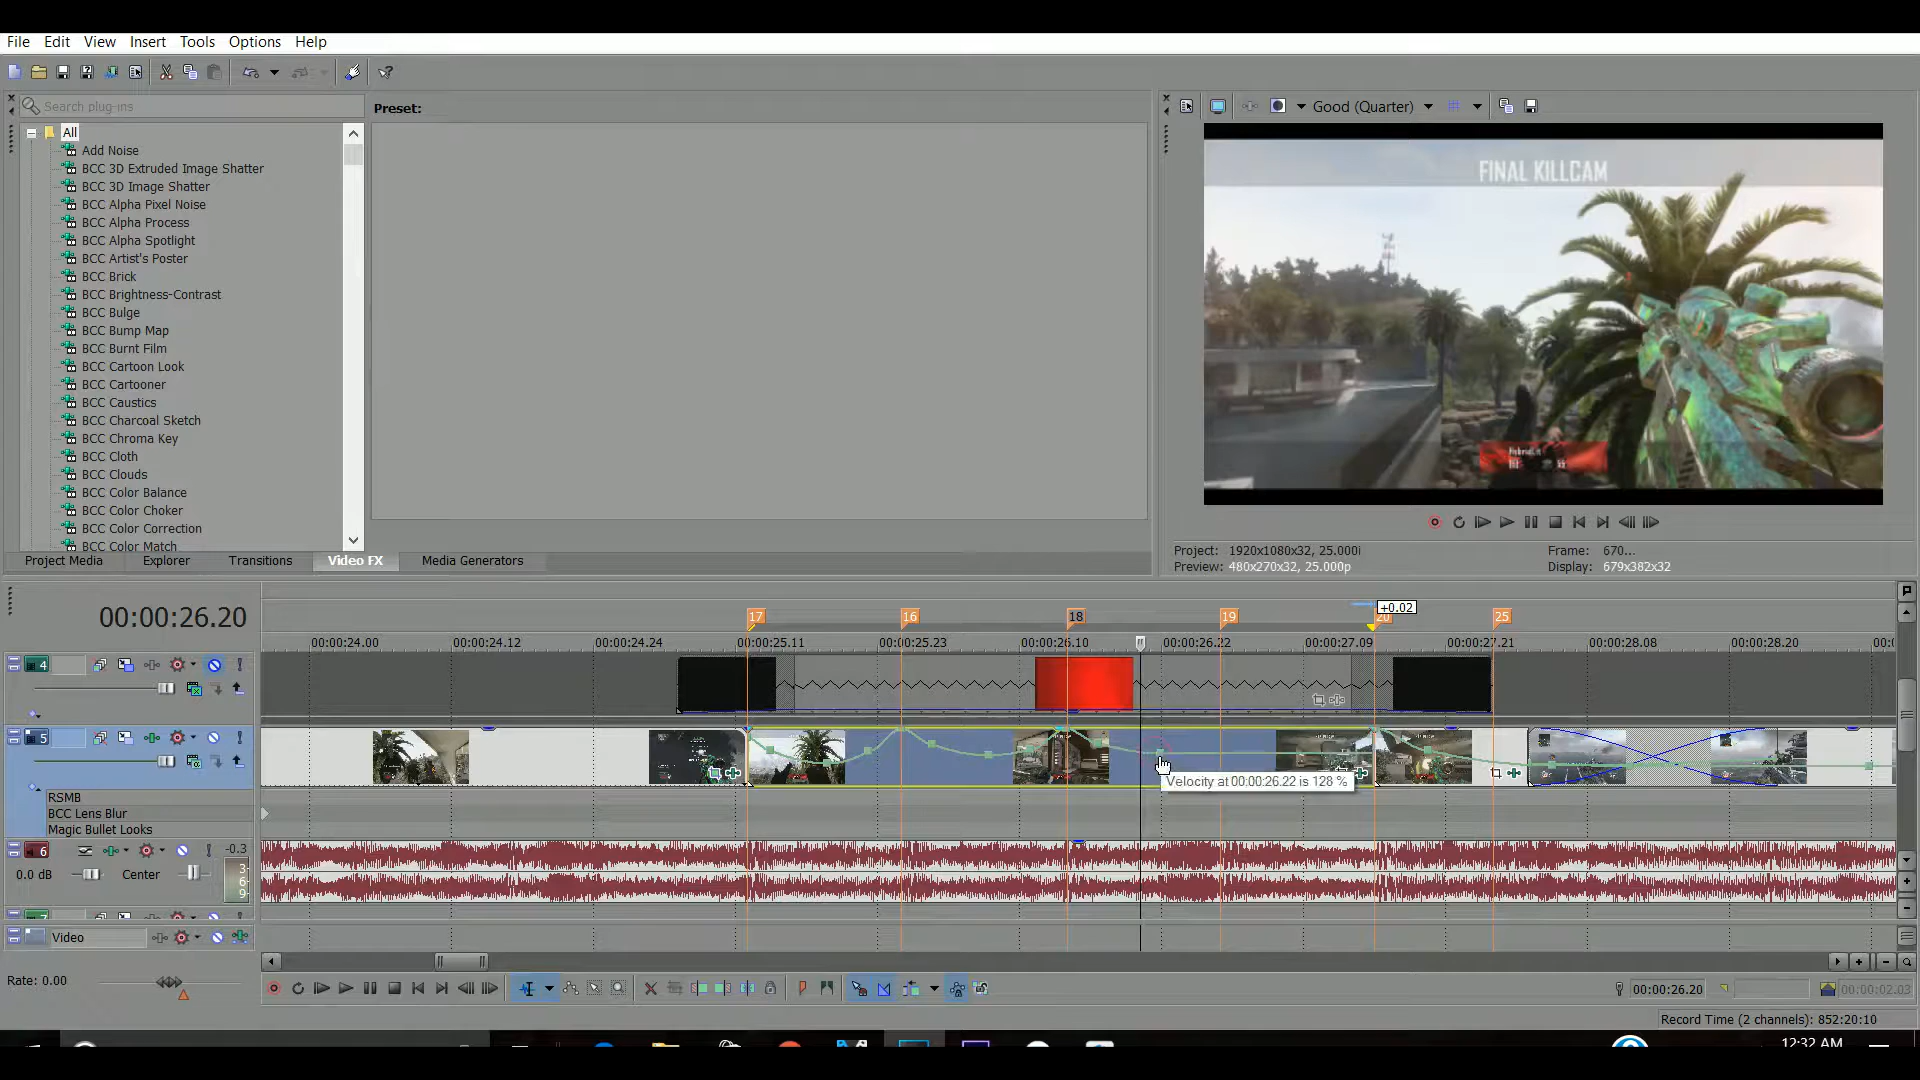 File Edit View Insert Tools Options Help
Search plug-ins
Preset:
Good (Quarter)
All
Add Noise
BCC 3D Extruded Image Shatter
BCC 3D Image Shatter
BCC Alpha Pixel Noise
BCC Alpha Process
BCC Alpha Spotlight
BCC Artist's Poster
BCC Brick
BCC Brightness-Contrast
BCC Bulge
BCC Bump Map
BCC Burnt Film
BCC Cartoon Look
BCC Cartooner
BCC Caustics
BCC Charcoal Sketch
BCC Chroma Key
BCC Cloth
BCC Clouds
BCC Color Balance
BCC Color Choker
BCC Color Correction
BCC Color Match
FINAL KILLCAM
Project Media Explorer Transitions Video FX Media Generators
Project: 1920x1080x32, 25.000i Frame: 670...
Preview: 480x270x32, 25.000p Display: 679x382x32
00:00:26.20
17 16 18 19 20 25
+0.02
00:00:24.00 00:00:24.12 00:00:24.24 00:00:25.11 00:00:25.23 00:00:26.10 00:00:26.22 00:00:27.09 00:00:27.21 00:00:28.08 00:00:28.20 00:0
4
5
Velocity at 00:00:26.22 is 128 %
RSMB
BCC Lens Blur
Magic Bullet Looks
6 -0.3
0.0 dB Center
3
6
9
Video
Rate: 0.00
00:00:26.20 00:00:02.03
Record Time (2 channels): 852:20:10
12:32 AM